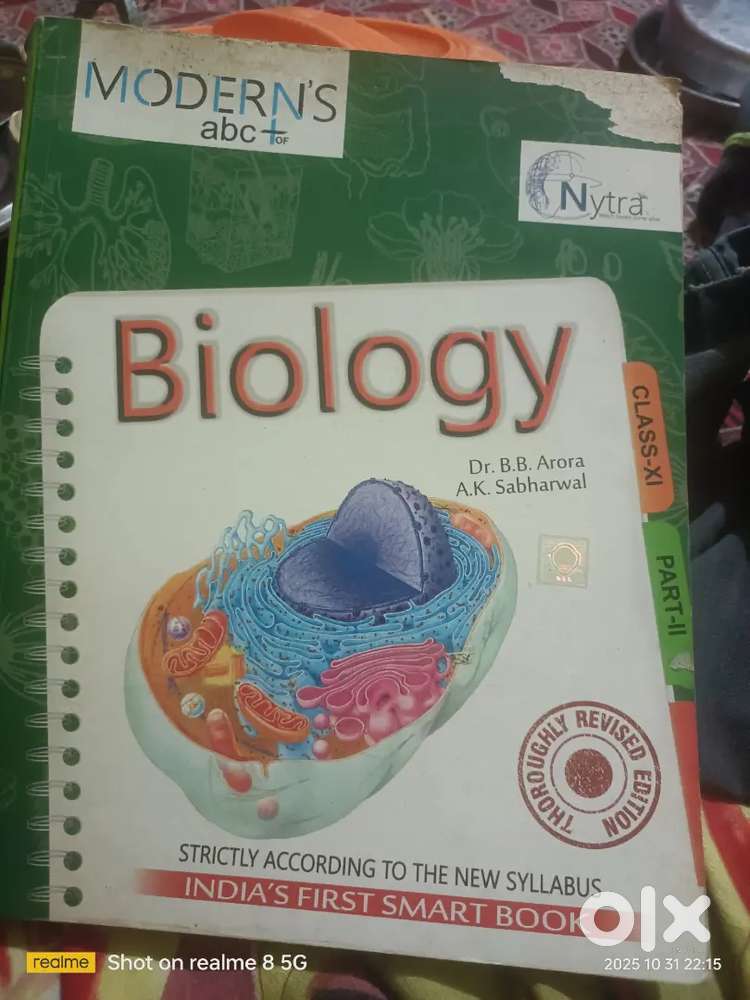 MODERN'S
abc + OF
Nytra
Biology
Dr. B.B. Arora
A.K. Sabharwal
CLASS-XI
PART-II
THOROUGHLY REVISED EDITION
STRICTLY ACCORDING TO THE NEW SYLLABUS
INDIA'S FIRST SMART BOOK
olx
realme Shot on realme 8 5G
2025 10 31 22:15